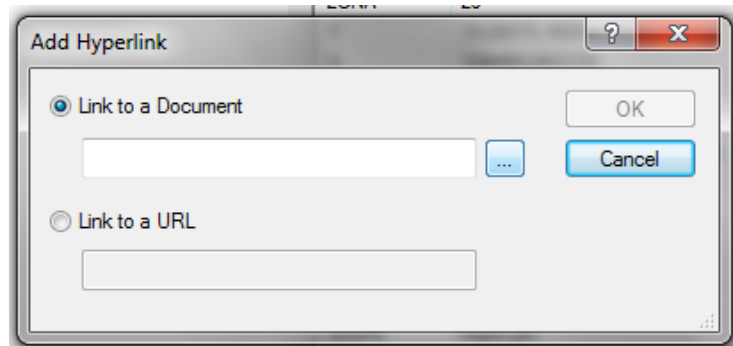 Add Hyperlink
?
X
Link to a Document
OK
...
Cancel
Link to a URL